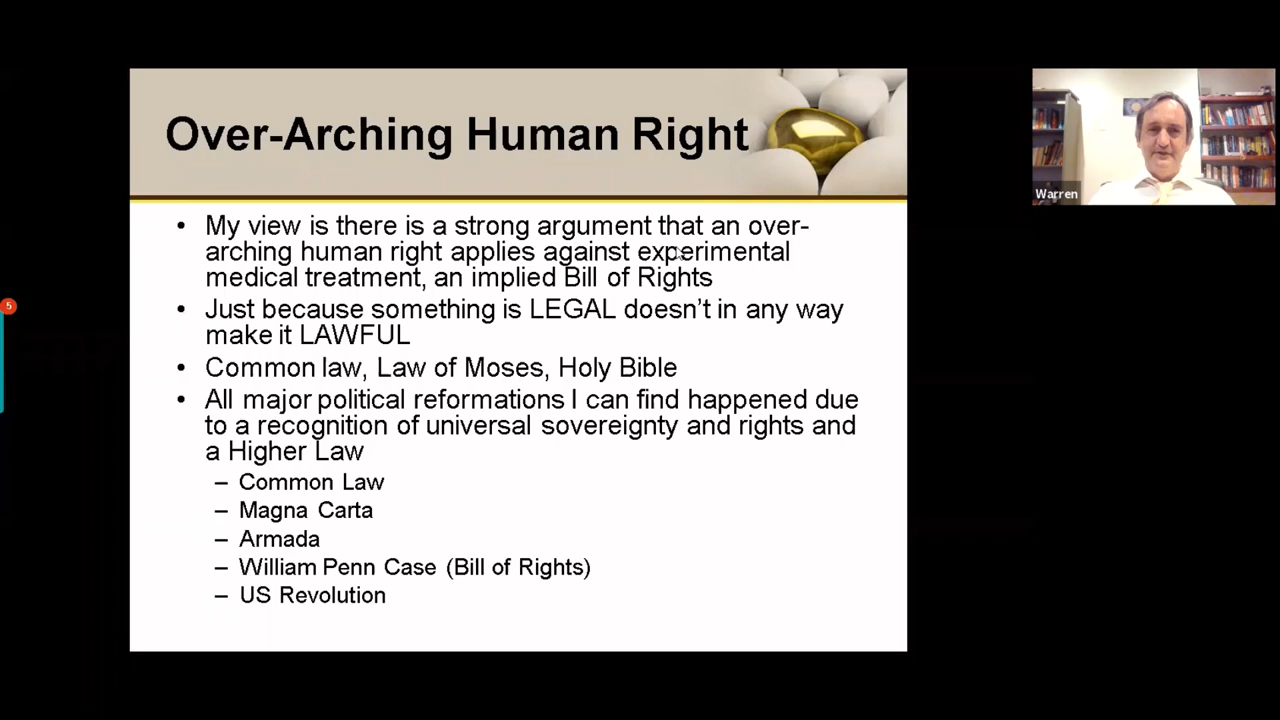 Over-Arching Human Right
• My view is there is a strong argument that an over-
arching human right applies against experimental
medical treatment, an implied Bill of Rights
• Just because something is LEGAL doesn't in any way
make it LAWFUL
• Common law, Law of Moses, Holy Bible
• All major political reformations I can find happened due
to a recognition of universal sovereignty and rights and
a Higher Law
– Common Law
– Magna Carta
– Armada
– William Penn Case (Bill of Rights)
– US Revolution
Warren
5